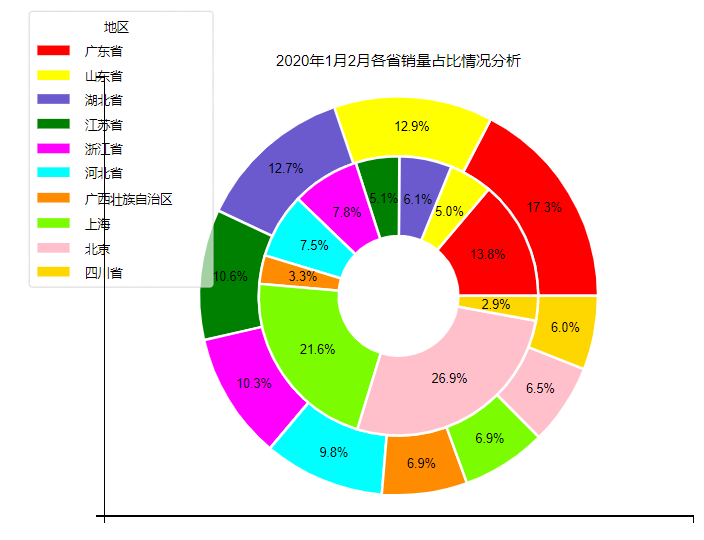 2020年1月2月各省销量占比情况分析
地区
广东省
山东省
湖北省
江苏省
浙江省
河北省
广西壮族自治区
上海
北京
四川省
17.3%
12.9%
12.7%
10.6%
10.3%
9.8%
6.9%
6.9%
6.5%
6.0%
13.8%
5.0%
6.1%
5.1%
7.8%
7.5%
3.3%
21.6%
26.9%
2.9%